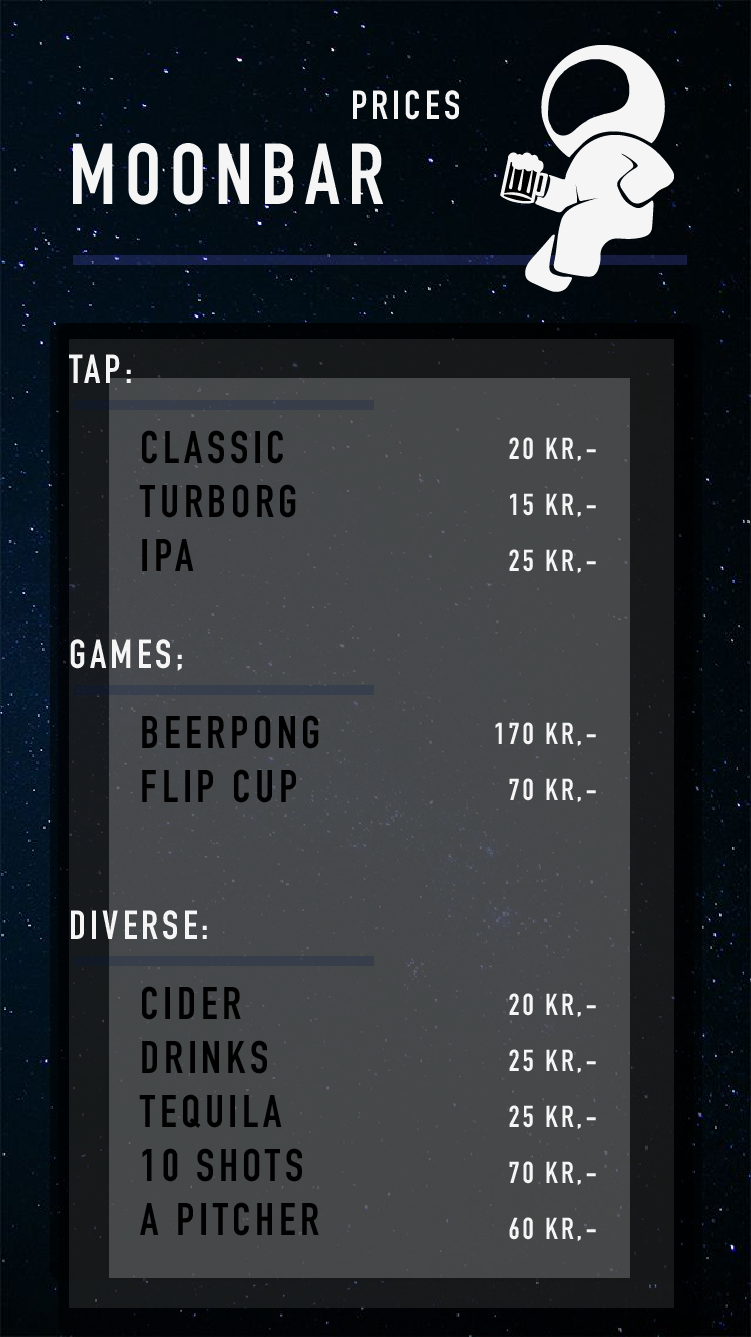 PRICES
MOONBAR
TAP:
CLASSIC 20 KR,-
TURBORG 15 KR,-
IPA 25 KR,-
GAMES;
BEERPONG 170 KR,-
FLIP CUP 70 KR,-
DIVERSE:
CIDER 20 KR,-
DRINKS 25 KR,-
TEQUILA 25 KR,-
10 SHOTS 70 KR,-
A PITCHER 60 KR,-